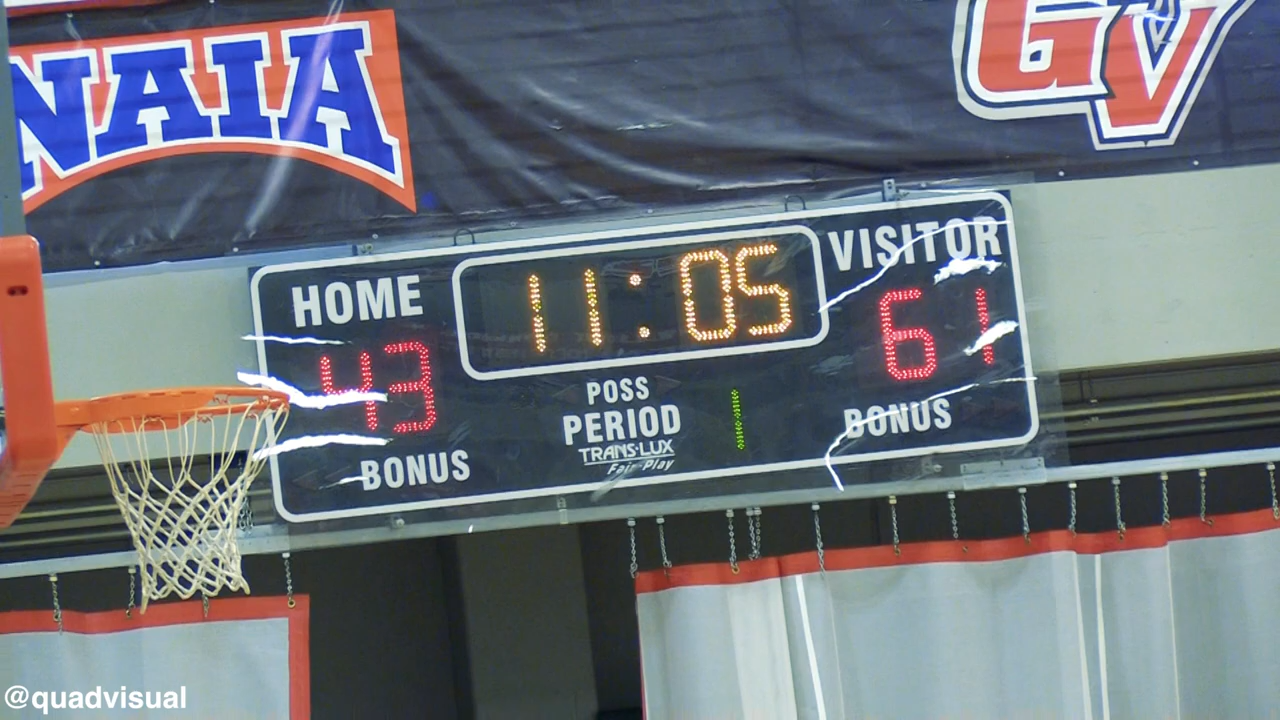 NAIA
GV
HOME
11:05
VISITOR
43
61
POSS
PERIOD
1
TRANS-LUX
Fair-Play
BONUS
BONUS
@quadvisual